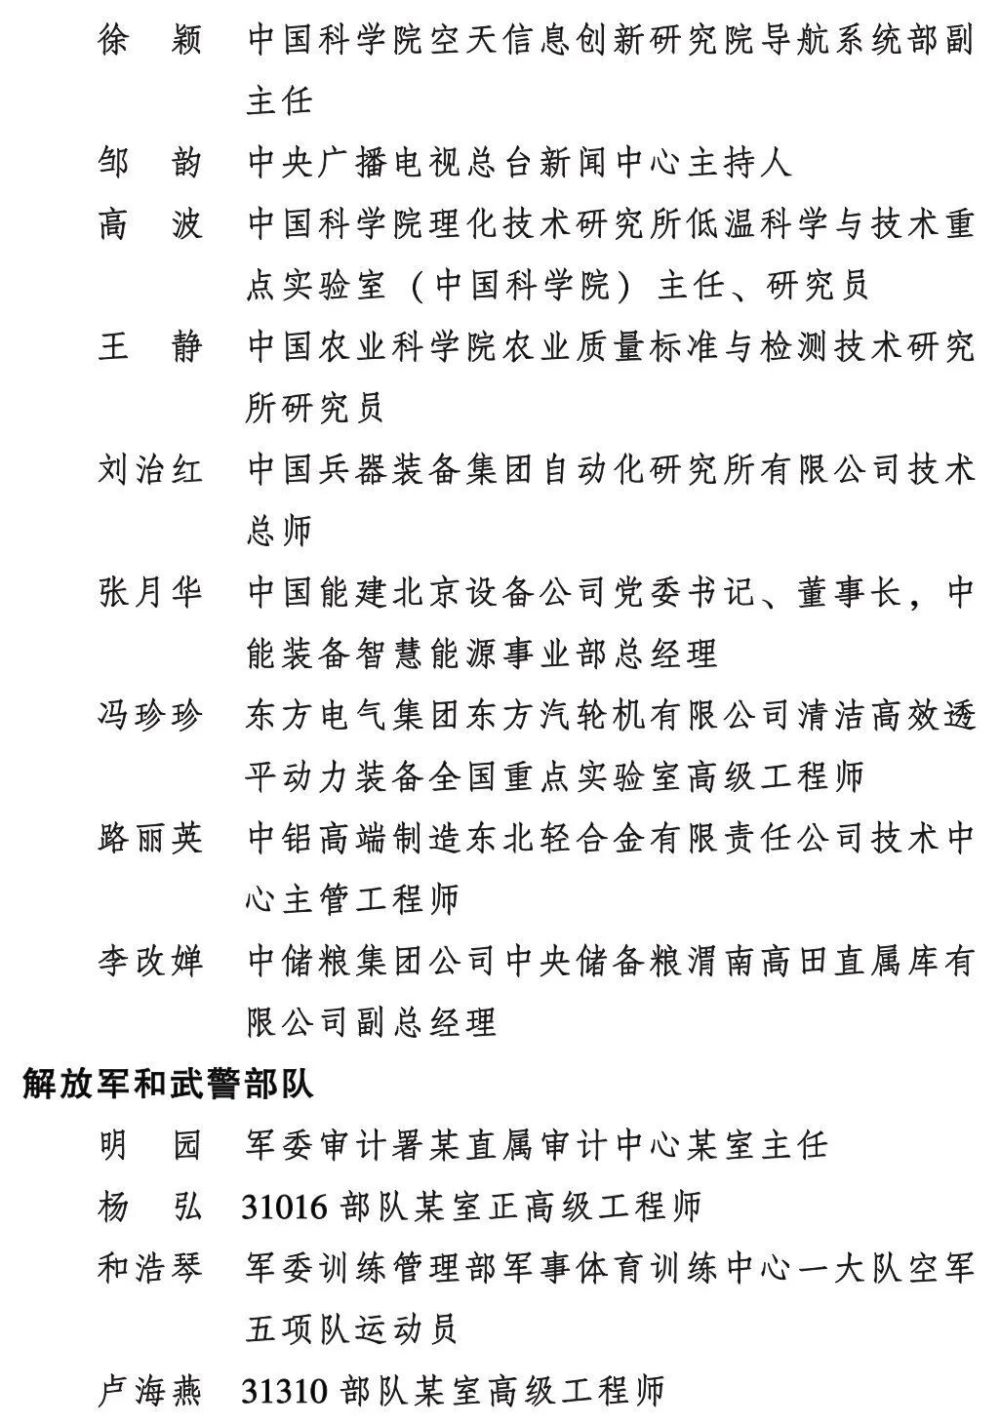 徐　颖　中国科学院空天信息创新研究院导航系统部副
主任
邹　韵　中央广播电视总台新闻中心主持人
高　波　中国科学院理化技术研究所低温科学与技术重
点实验室（中国科学院）主任、研究员
王　静　中国农业科学院农业质量标准与检测技术研究
所研究员
刘治红　中国兵器装备集团自动化研究所有限公司技术
总师
张月华　中国能建北京设备公司党委书记、董事长，中
能装备智慧能源事业部总经理
冯珍珍　东方电气集团东方汽轮机有限公司清洁高效透
平动力装备全国重点实验室高级工程师
路丽英　中铝高端制造东北轻合金有限责任公司技术中
心主管工程师
李改婵　中储粮集团公司中央储备粮渭南高田直属库有
限公司副总经理
解放军和武警部队
明　园　军委审计署某直属审计中心某室主任
杨　弘　31016 部队某室正高级工程师
和浩琴　军委训练管理部军事体育训练中心一大队空军
五项队运动员
卢海燕　31310 部队某室高级工程师